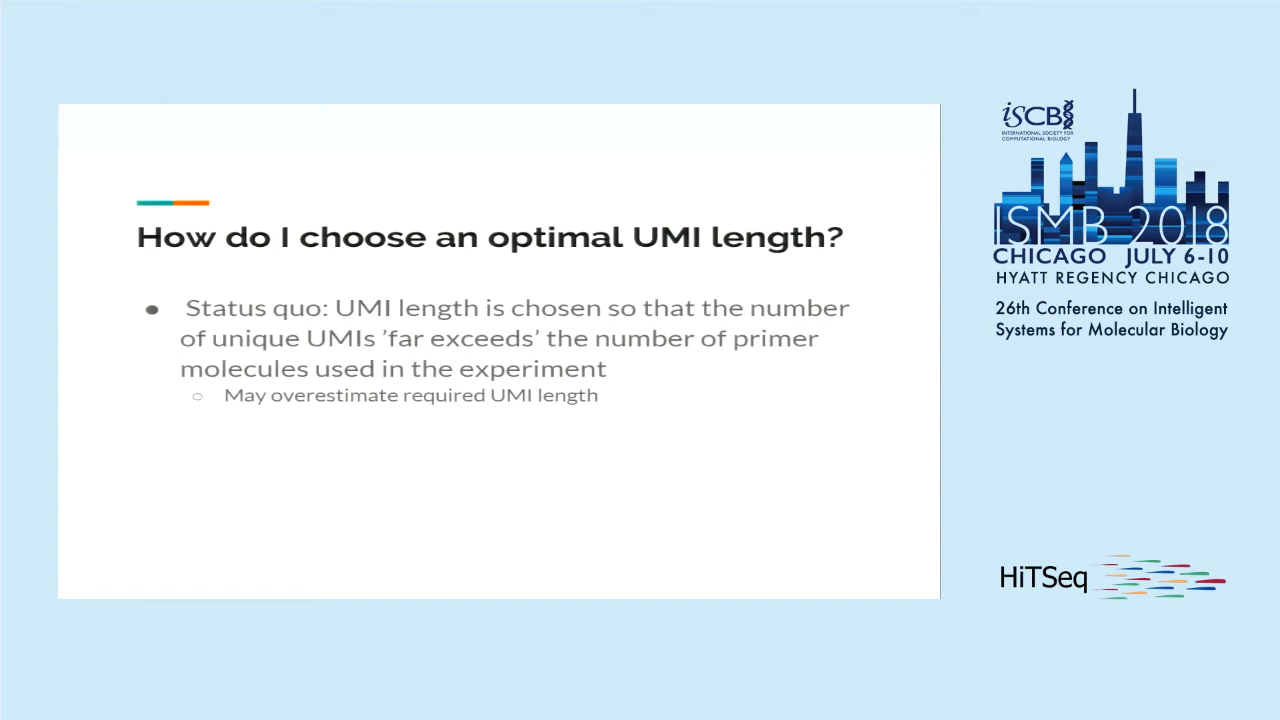 How do I choose an optimal UMI length?
● Status quo: UMI length is chosen so that the number
of unique UMIs ’far exceeds’ the number of primer
molecules used in the experiment
○ May overestimate required UMI length
iSCB
INTERNATIONAL SOCIETY FOR
COMPUTATIONAL BIOLOGY
ISMB 2018
CHICAGO JULY 6-10
HYATT REGENCY CHICAGO
26th Conference on Intelligent
Systems for Molecular Biology
HiTSeq